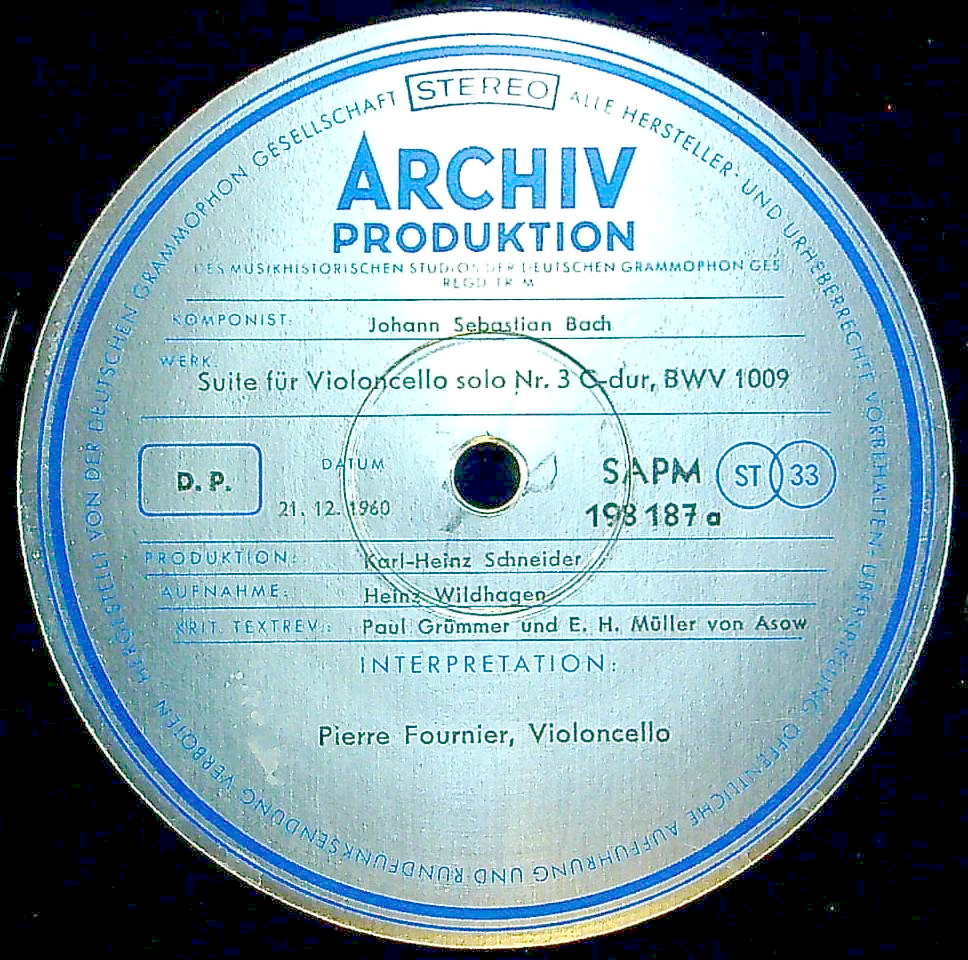 STEREO
HERGESTELLT VON DER DEUTSCHEN GRAMMOPHON GESELLSCHAFT
ALLE HERSTELLER- UND URHEBERRECHTE VORBEHALTEN · ÜBERSPIELUNG, ÖFFENTLICHE AUFFÜHRUNG UND RUNDFUNKSENDUNG VERBOTEN ·
ARCHIV
PRODUKTION
DES MUSIKHISTORISCHEN STUDIOS DER DEUTSCHEN GRAMMOPHON GES
REGD TR M
KOMPONIST: Johann Sebastian Bach
WERK:
Suite für Violoncello solo Nr. 3 C-dur, BWV 1009
D. P.
DATUM
21. 12. 1960
SAPM
198 187 a
ST 33
PRODUKTION: Karl-Heinz Schneider
AUFNAHME: Heinz Wildhagen
KRIT. TEXTREV.: Paul Grümmer und E. H. Müller von Asow
INTERPRETATION:
Pierre Fournier, Violoncello